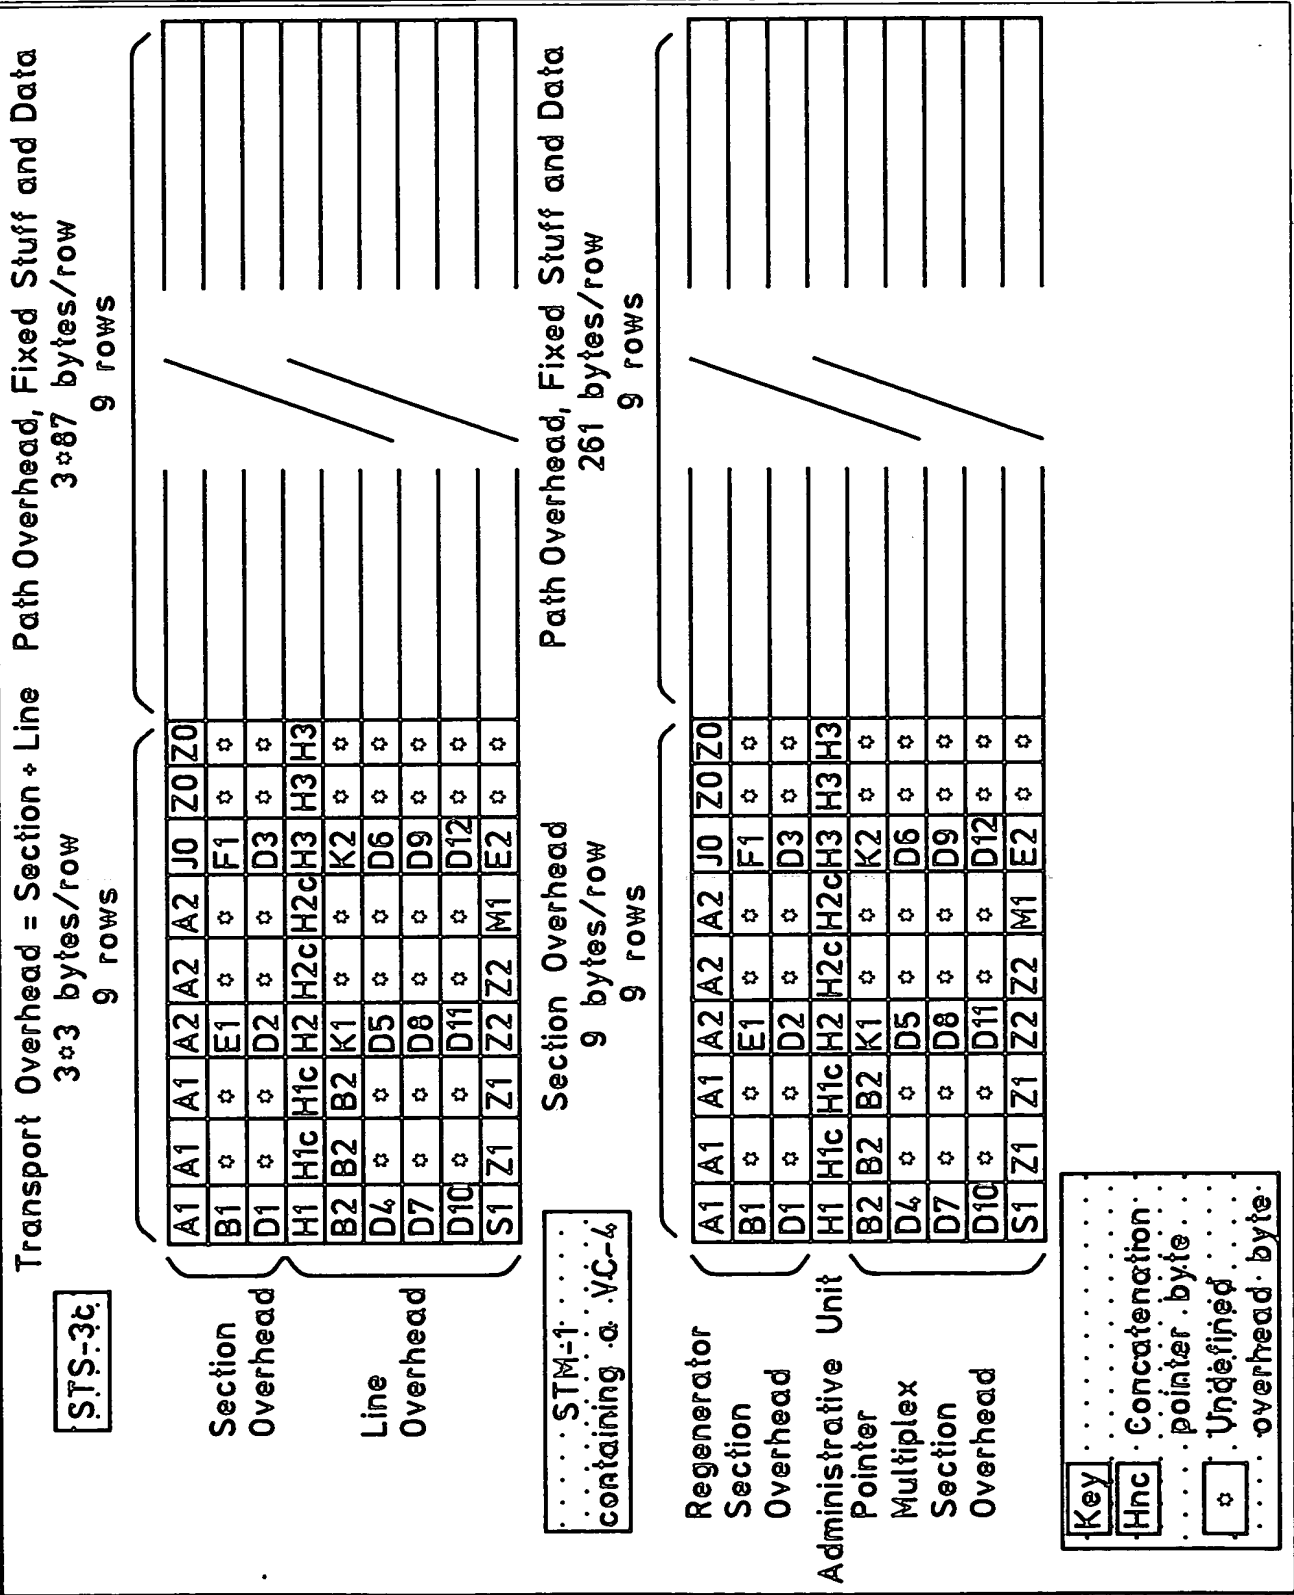 STS-3c
Transport Overhead = Section + Line
3*3 bytes/row
9 rows
Path Overhead, Fixed Stuff and Data
3*87 bytes/row
9 rows
Section
Overhead
Line
Overhead
A1 A1 A1 A2 A2 A2 J0 Z0 Z0
B1 * * E1 * * F1 * *
D1 * * D2 * * D3 * *
H1 H1c H1c H2 H2c H2c H3 H3 H3
B2 B2 B2 K1 * * K2 * *
D4 * * D5 * * D6 * *
D7 * * D8 * * D9 * *
D10 * * D11 * * D12 * *
S1 Z1 Z1 Z2 Z2 M1 E2 * *
STM-1
containing a VC-4
Section Overhead
9 bytes/row
9 rows
Path Overhead, Fixed Stuff and Data
261 bytes/row
9 rows
Regenerator
Section
Overhead
Administrative Unit
Pointer
Multiplex
Section
Overhead
A1 A1 A1 A2 A2 A2 J0 Z0 Z0
B1 * * E1 * * F1 * *
D1 * * D2 * * D3 * *
H1 H1c H1c H2 H2c H2c H3 H3 H3
B2 B2 B2 K1 * * K2 * *
D4 * * D5 * * D6 * *
D7 * * D8 * * D9 * *
D10 * * D11 * * D12 * *
S1 Z1 Z1 Z2 Z2 M1 E2 * *
Key
Hnc Concatenation
pointer byte
* Undefined
overhead byte